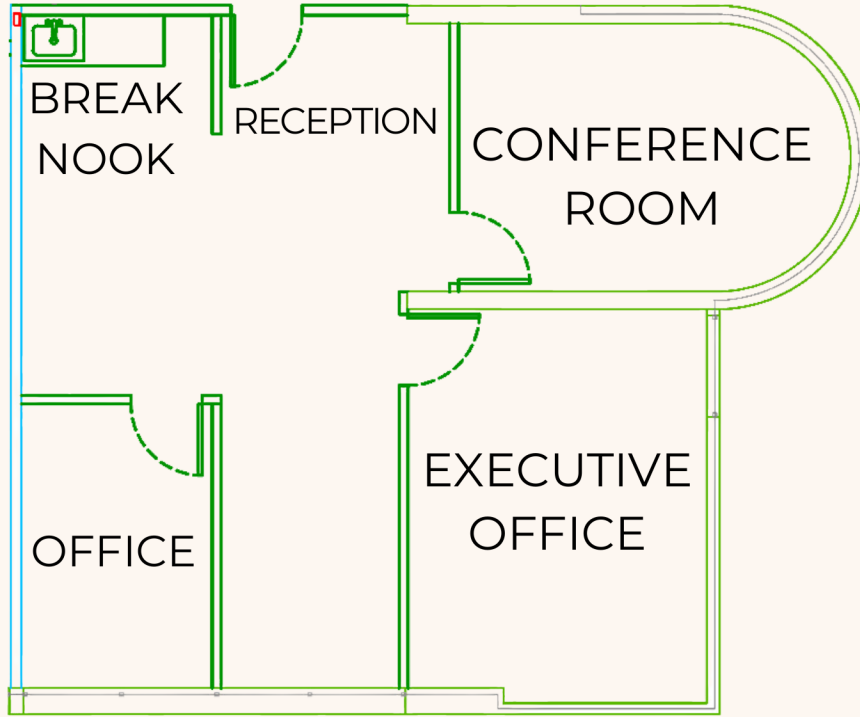 BREAK
NOOK
RECEPTION
CONFERENCE
ROOM
EXECUTIVE
OFFICE
OFFICE